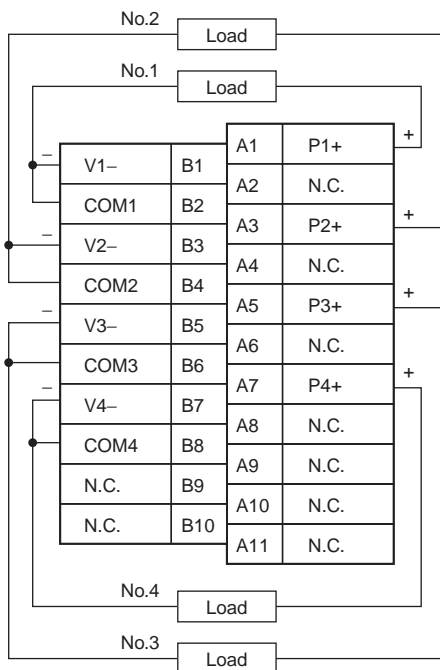 No.2
Load
No.1
Load
A1 P1+ +
– V1– B1
A2 N.C.
COM1 B2
A3 P2+ +
– V2– B3
A4 N.C.
COM2 B4
A5 P3+ +
– V3– B5
A6 N.C.
COM3 B6
A7 P4+ +
– V4– B7
A8 N.C.
COM4 B8
A9 N.C.
N.C. B9
A10 N.C.
N.C. B10
A11 N.C.
No.4
Load
No.3
Load